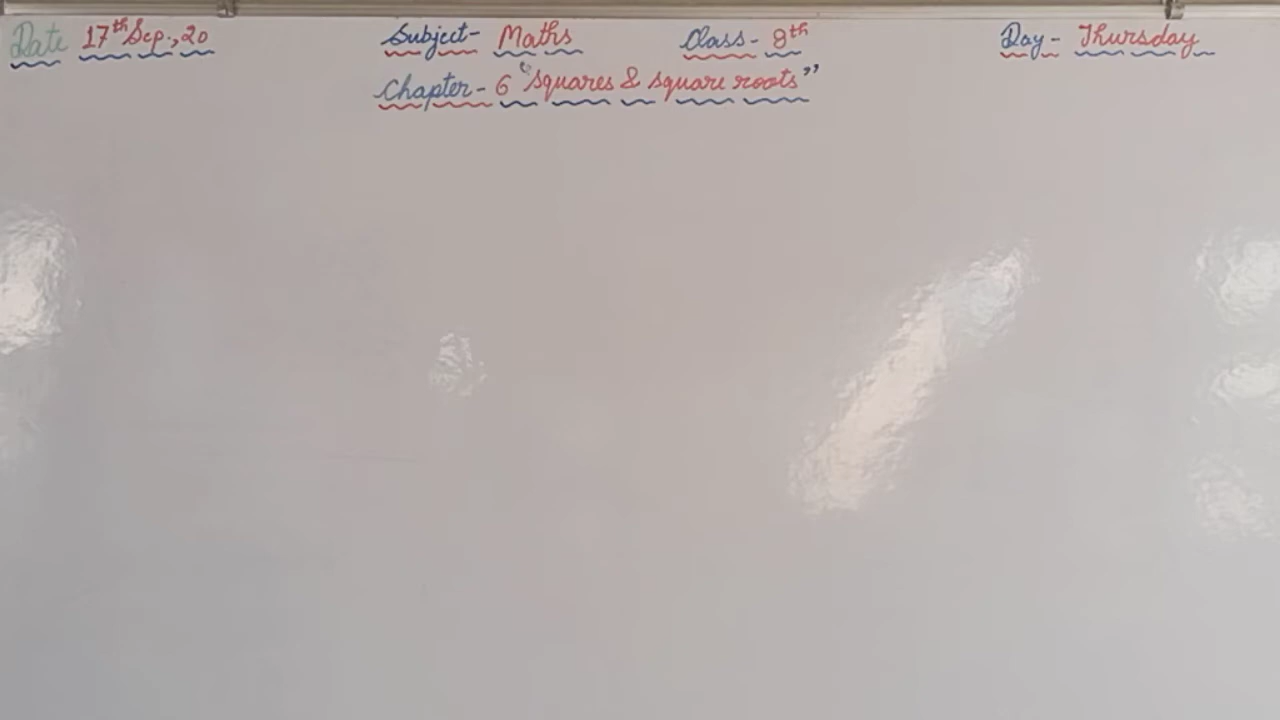 Date 17th Sep., 20 Subject- Maths Class- 8th Day- Thursday
Chapter- 6 "Squares & square roots"